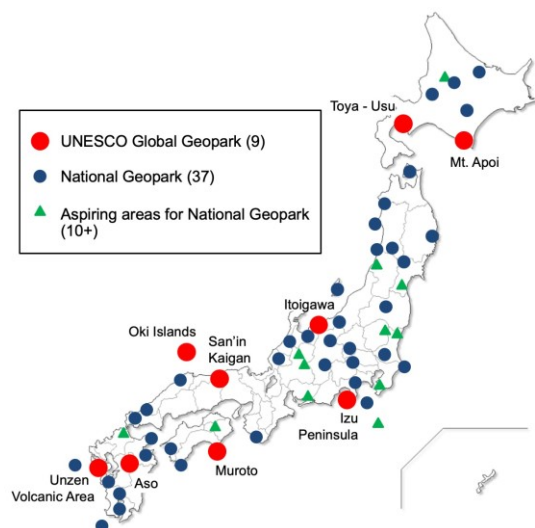 Toya - Usu
UNESCO Global Geopark (9)
Mt. Apoi
National Geopark (37)
Aspiring areas for National Geopark
(10+)
Itoigawa
Oki Islands
San'in
Kaigan
Izu
Peninsula
Muroto
Unzen
Volcanic Area
Aso